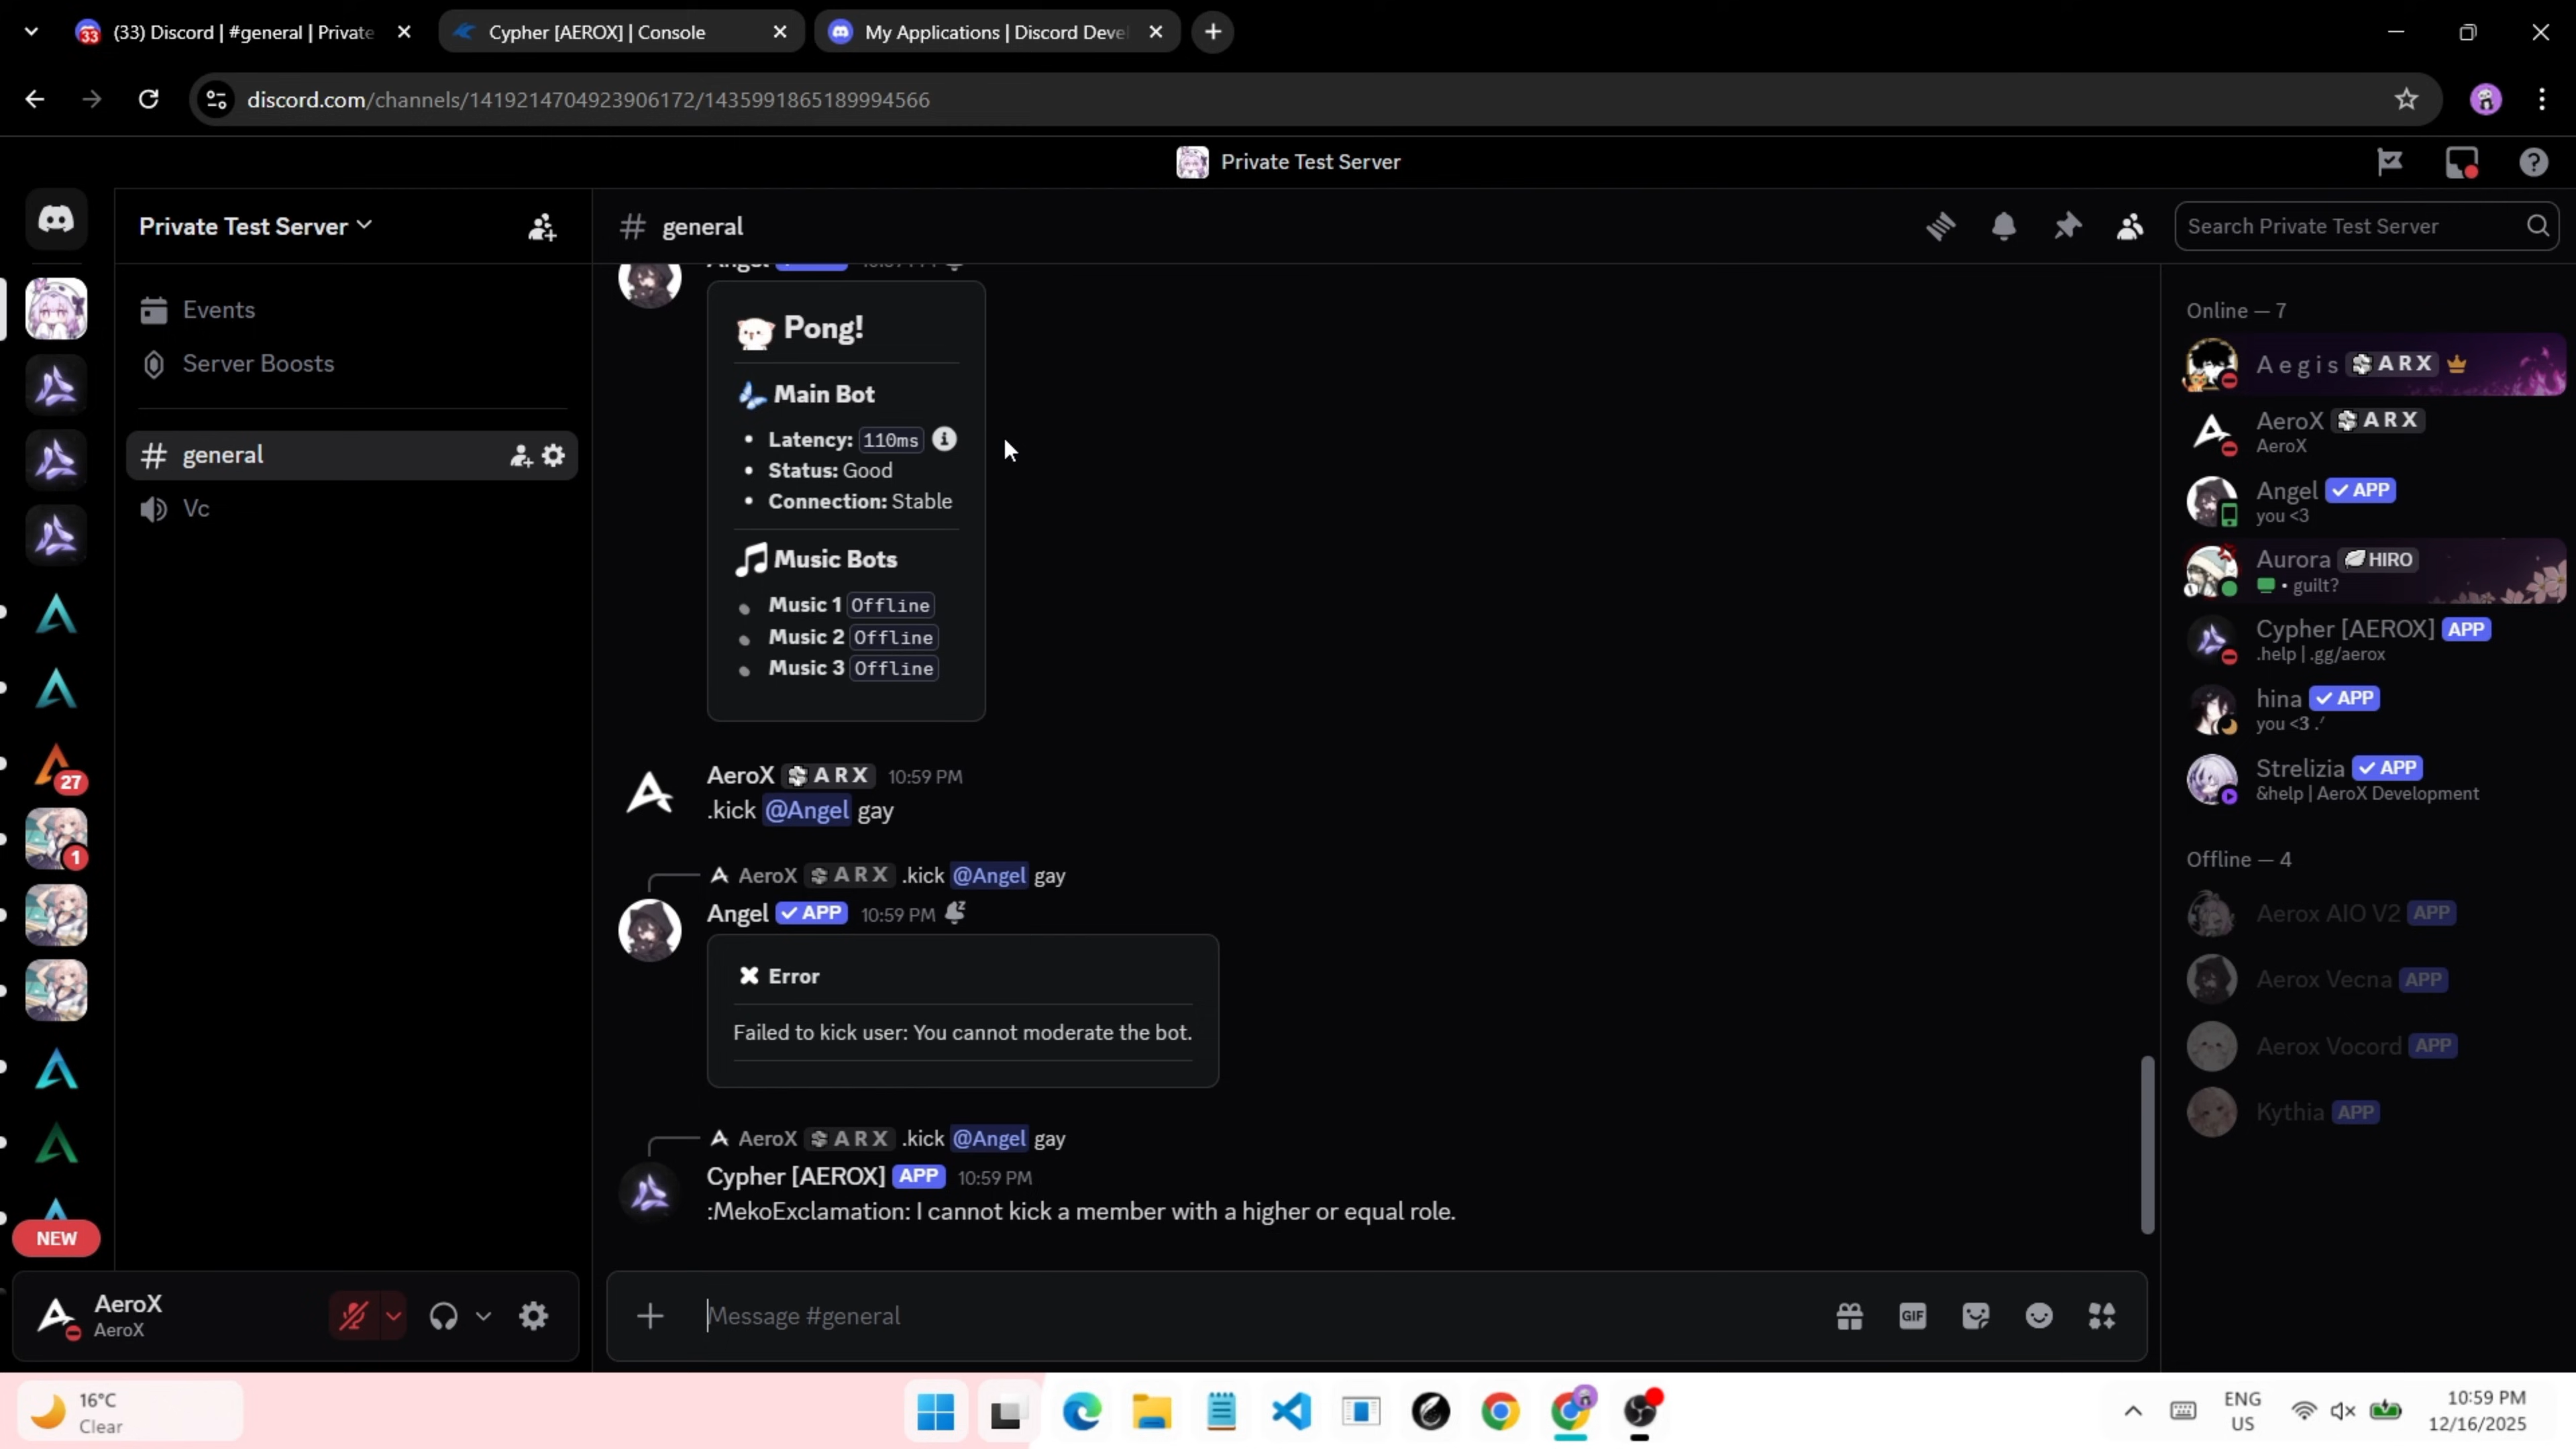 (33) Discord | #general | Private
Cypher [AEROX] | Console
My Applications | Discord Deve
discord.com/channels/1419214704923906172/1435991865189994566
Private Test Server
Private Test Server
Events
Server Boosts
general
Vc
27
1
NEW
AeroX
AeroX
general
Search Private Test Server
Pong!
Main Bot
• Latency: 110ms
• Status: Good
• Connection: Stable
Music Bots
Music 1 Offline
Music 2 Offline
Music 3 Offline
AeroX ARX 10:59 PM
.kick @Angel gay
AeroX ARX .kick @Angel gay
Angel ✓ APP 10:59 PM
Error
Failed to kick user: You cannot moderate the bot.
AeroX ARX .kick @Angel gay
Cypher [AEROX] APP 10:59 PM
:MekoExclamation: I cannot kick a member with a higher or equal role.
Message #general
GIF
Online — 7
A e g i s ARX
AeroX ARX
AeroX
Angel ✓ APP
you <3
Aurora HIRO
• guilt?
Cypher [AEROX] APP
.help | .gg/aerox
hina ✓ APP
you <3 .ᐟ
Strelizia ✓ APP
&help | AeroX Development
Offline — 4
Aerox AIO V2 APP
Aerox Vecna APP
Aerox Vocord APP
Kythia APP
16°C
Clear
ENG
US
10:59 PM
12/16/2025